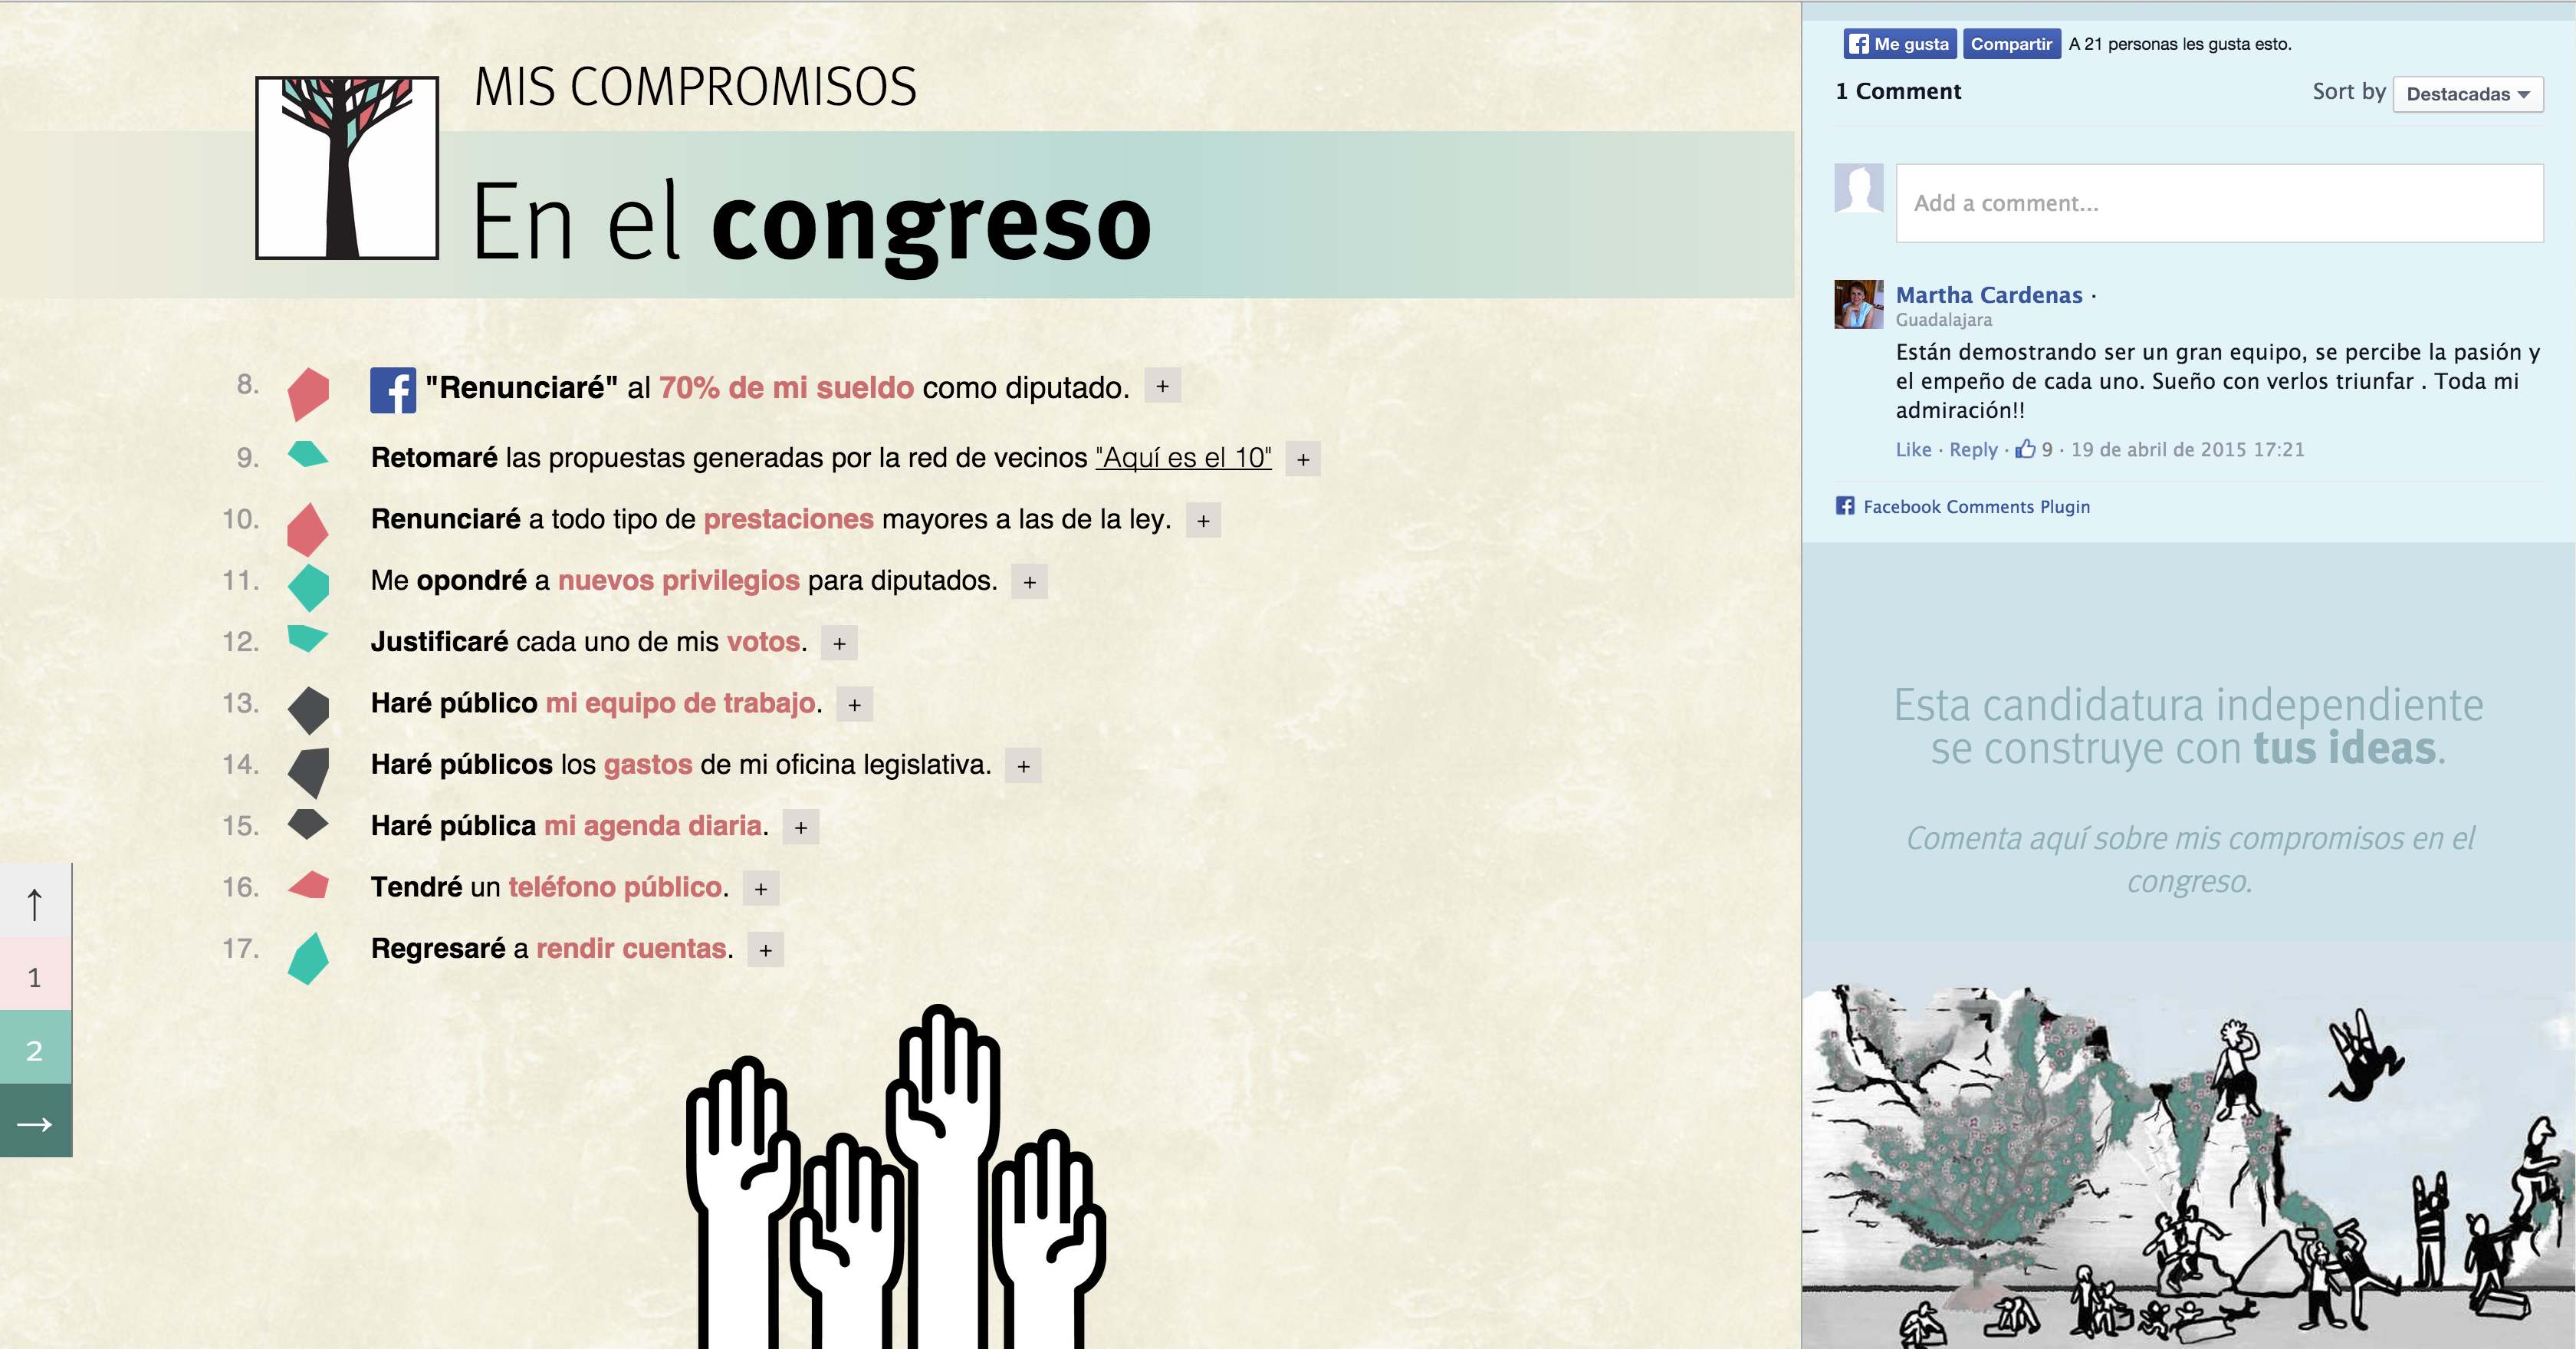 MIS COMPROMISOS
En el congreso
8. "Renunciaré" al 70% de mi sueldo como diputado. +
9. Retomaré las propuestas generadas por la red de vecinos "Aquí es el 10" +
10. Renunciaré a todo tipo de prestaciones mayores a las de la ley. +
11. Me opondré a nuevos privilegios para diputados. +
12. Justificaré cada uno de mis votos. +
13. Haré público mi equipo de trabajo. +
14. Haré públicos los gastos de mi oficina legislativa. +
15. Haré pública mi agenda diaria. +
16. Tendré un teléfono público. +
17. Regresaré a rendir cuentas. +
↑
1
2
→
Me gusta Compartir A 21 personas les gusta esto.
1 Comment Sort by Destacadas
Add a comment...
Martha Cardenas ·
Guadalajara
Están demostrando ser un gran equipo, se percibe la pasión y
el empeño de cada uno. Sueño con verlos triunfar . Toda mi
admiración!!
Like · Reply · 9 · 19 de abril de 2015 17:21
Facebook Comments Plugin
Esta candidatura independiente
se construye con tus ideas.
Comenta aquí sobre mis compromisos en el
congreso.